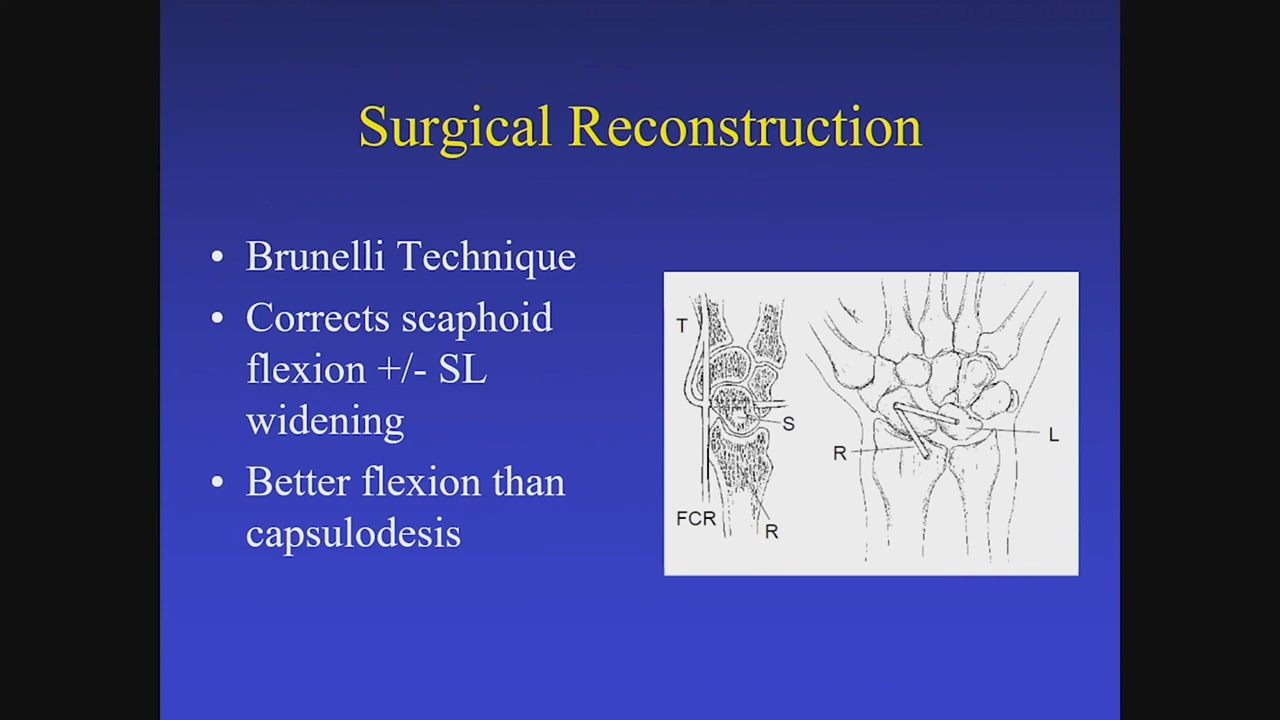 Surgical Reconstruction
• Brunelli Technique
• Corrects scaphoid
flexion +/- SL
widening
• Better flexion than
capsulodesis
T
S
FCR
R
R
L